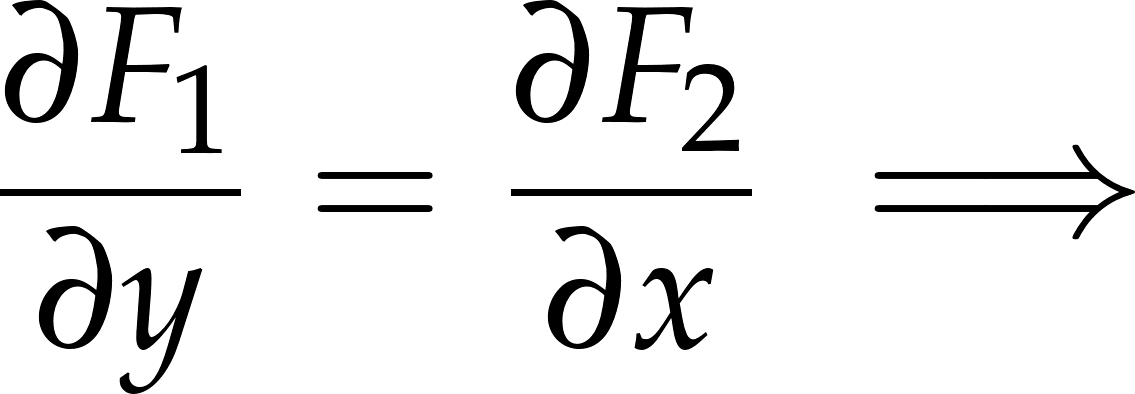 ∂F₁/∂y = ∂F₂/∂x ⟹